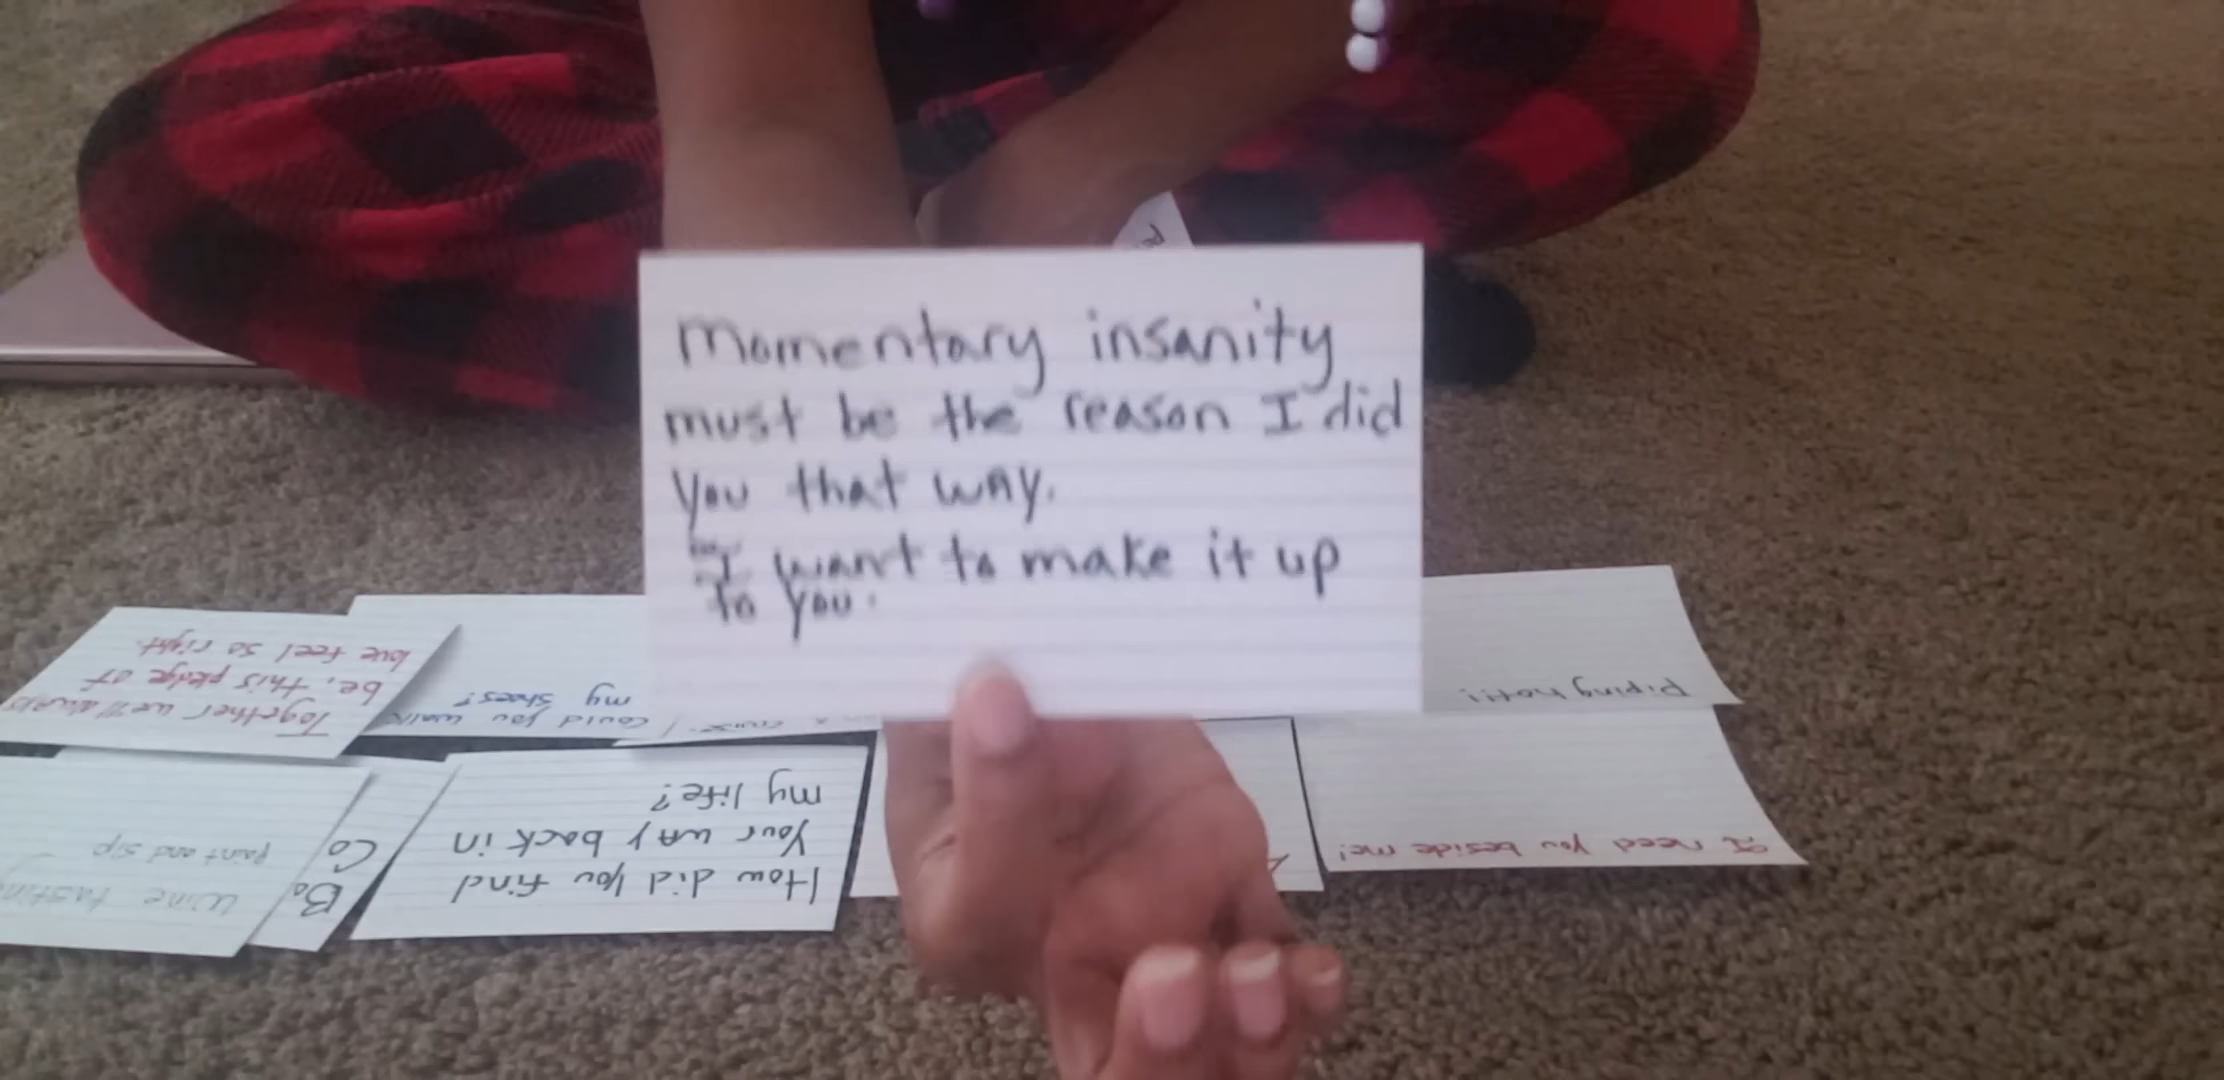 Momentary insanity
must be the reason I did
you that way.
I want to make it up
to you.
Together we'll always
be, this pledge of
love feel so right.
Could you walk
my shoes?
Piping hot!!
How did you find
your way back in
my life?
I need you beside me!
Wine tasting
Paint and sip
Bo
Co